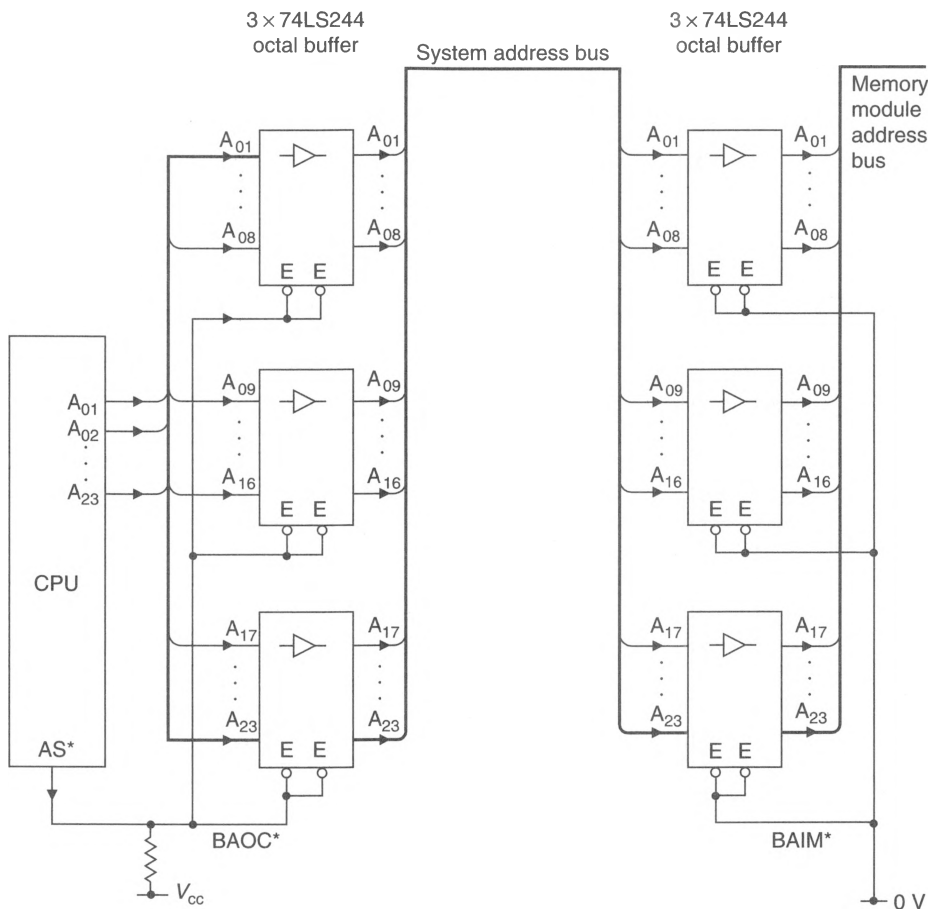 3 × 74LS244
octal buffer
3 × 74LS244
octal buffer
System address bus
Memory
module
address
bus
A01
A08
E E
A01
A08
A01
A08
E E
A01
A08
A01
A02
A23
CPU
AS*
A09
A16
E E
A09
A16
A09
A16
E E
A09
A16
A17
A23
E E
A17
A23
A17
A23
E E
A17
A23
BAOC*
BAIM*
Vcc
0 V